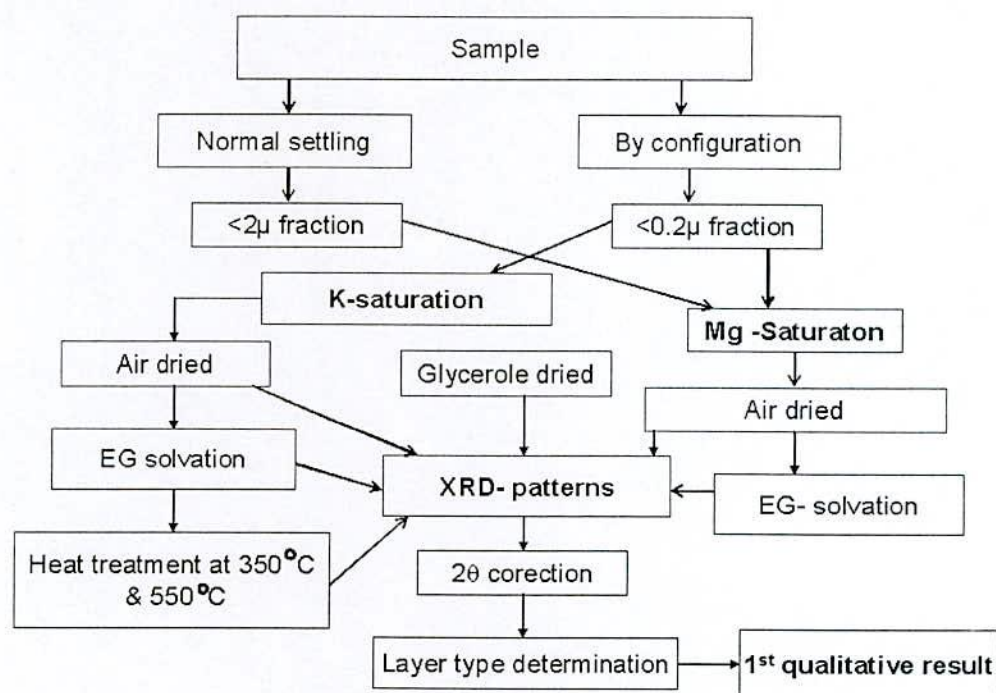 Sample
Normal settling
By configuration
<2μ fraction
<0.2μ fraction
K-saturation
Mg -Saturaton
Air dried
Glycerole dried
Air dried
EG solvation
XRD- patterns
EG- solvation
Heat treatment at 350°C
& 550°C
2θ corection
Layer type determination
1st qualitative result